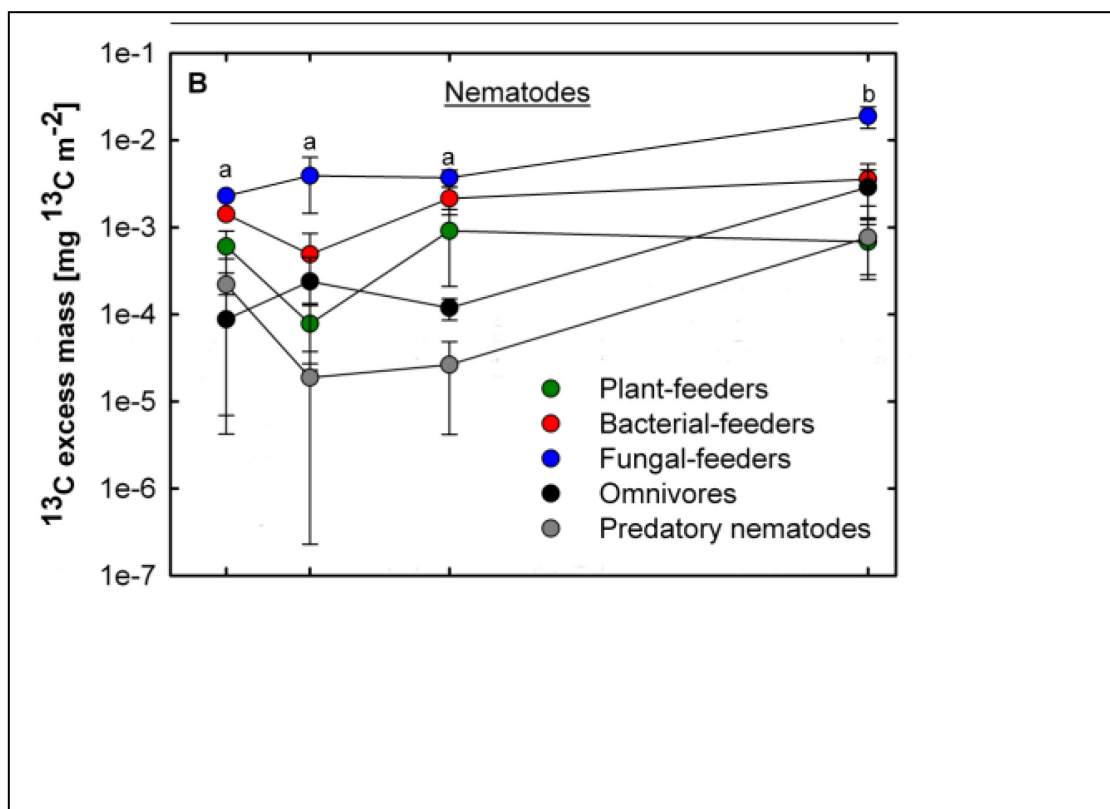 B
Nematodes
¹³C excess mass [mg ¹³C m⁻²]
1e-1
1e-2
1e-3
1e-4
1e-5
1e-6
1e-7
a
a
a
b
Plant-feeders
Bacterial-feeders
Fungal-feeders
Omnivores
Predatory nematodes